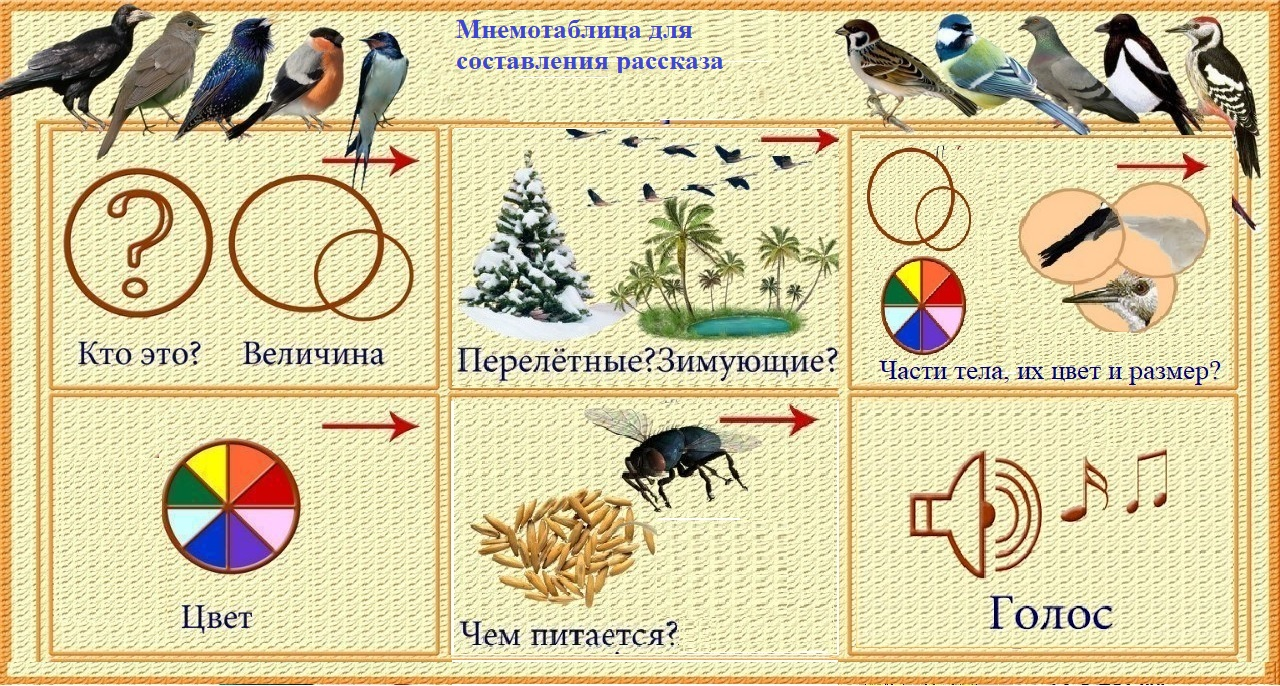 Мнемотаблица для
составления рассказа
Кто это? Величина
Перелётные?Зимующие?
Части тела, их цвет и размер?
Цвет
Чем питается?
Голос